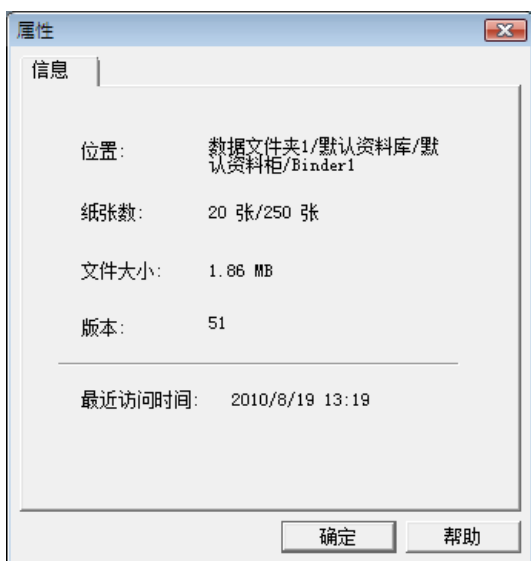 属性
信息
位置: 数据文件夹1/默认资料库/默
认资料柜/Binder1
纸张数: 20 张/250 张
文件大小: 1.86 MB
版本: 51
最近访问时间: 2010/8/19 13:19
确定 帮助